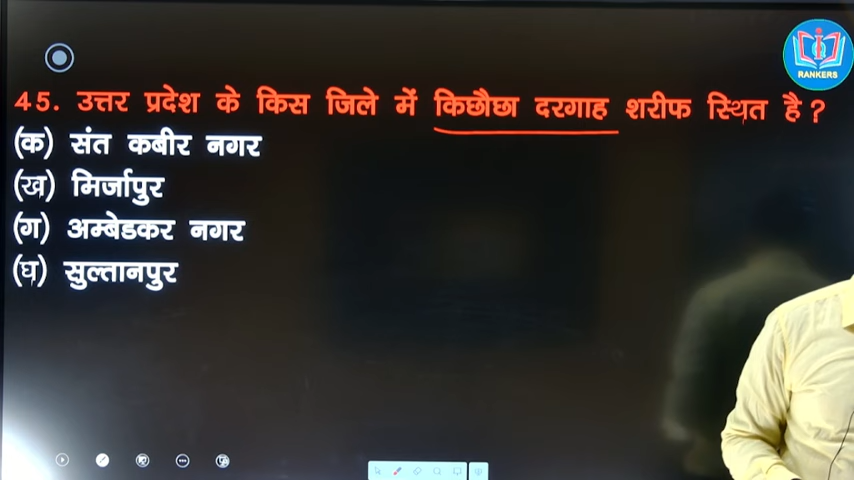 RANKERS
45. उत्तर प्रदेश के किस जिले में किछौछा दरगाह शरीफ स्थित है ?
(क) संत कबीर नगर
(ख) मिर्जापुर
(ग) अम्बेडकर नगर
(घ) सुल्तानपुर